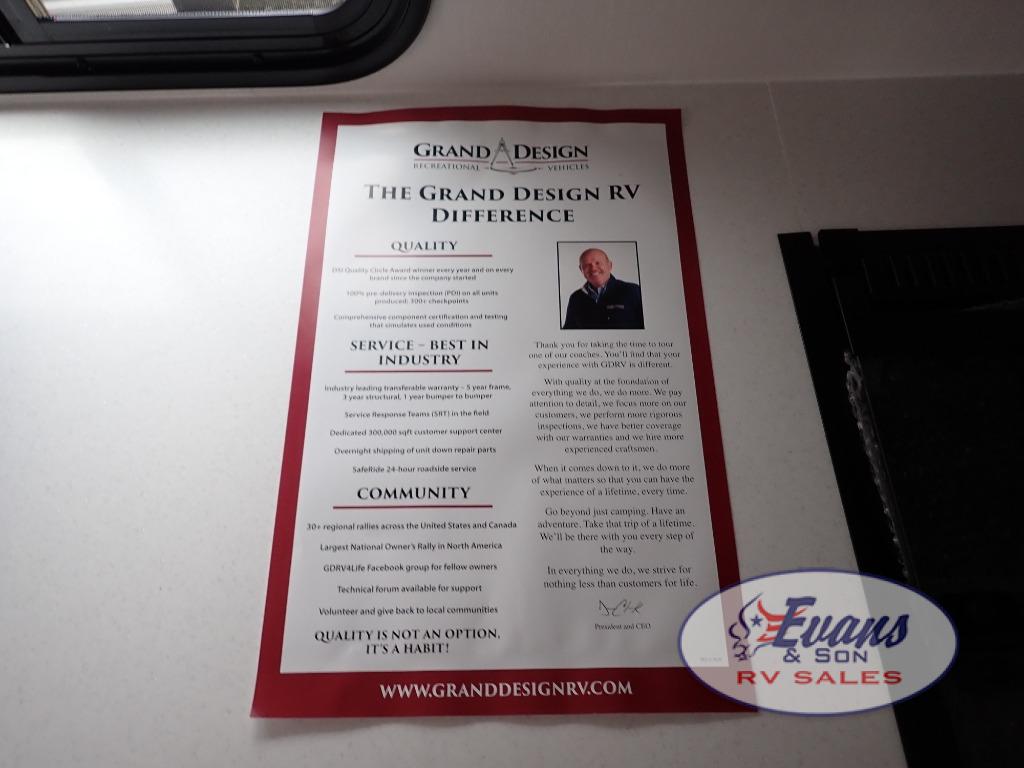 GRAND DESIGN
RECREATIONAL VEHICLES
THE GRAND DESIGN RV
DIFFERENCE
QUALITY
DSI Quality Circle Award winner every year and on every
brand since the company started
100% pre-delivery inspection (PDI) on all units
produced; 300+ checkpoints
Comprehensive component certification and testing
that simulates used conditions
SERVICE – BEST IN
INDUSTRY
Industry leading transferable warranty – 5 year frame,
3 year structural, 1 year bumper to bumper
Service Response Teams (SRT) in the field
Dedicated 300,000 sqft customer support center
Overnight shipping of unit down repair parts
SafeRide 24-hour roadside service
COMMUNITY
30+ regional rallies across the United States and Canada
Largest National Owner's Rally in North America
GDRV4Life Facebook group for fellow owners
Technical forum available for support
Volunteer and give back to local communities
QUALITY IS NOT AN OPTION,
IT'S A HABIT!
Thank you for taking the time to tour
one of our coaches. You'll find that your
experience with GDRV is different.
With quality at the foundation of
everything we do, we do more. We pay
attention to detail, we focus more on our
customers, we perform more rigorous
inspections, we have better coverage
with our warranties and we hire more
experienced craftsmen.
When it comes down to it, we do more
of what matters so that you can have the
experience of a lifetime, every time.
Go beyond just camping. Have an
adventure. Take that trip of a lifetime.
We'll be there with you every step of
the way.
In everything we do, we strive for
nothing less than customers for life.
President and CEO
WWW.GRANDDESIGNRV.COM
Evans
& SON
RV SALES